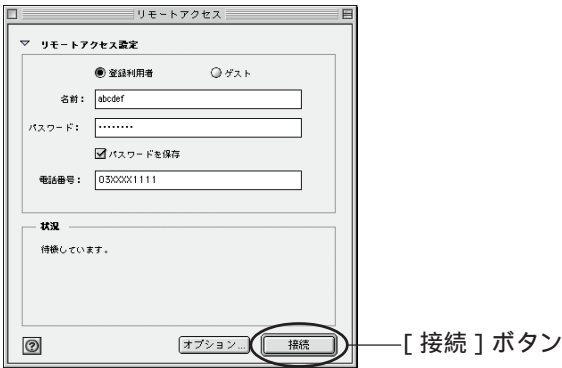 リモートアクセス
リモートアクセス設定
登録利用者 ゲスト
名前： abcdef
パスワード： ••••••••
パスワードを保存
電話番号： 03XXXX1111
状況
待機しています。
? オプション... 接続
[ 接続 ] ボタン